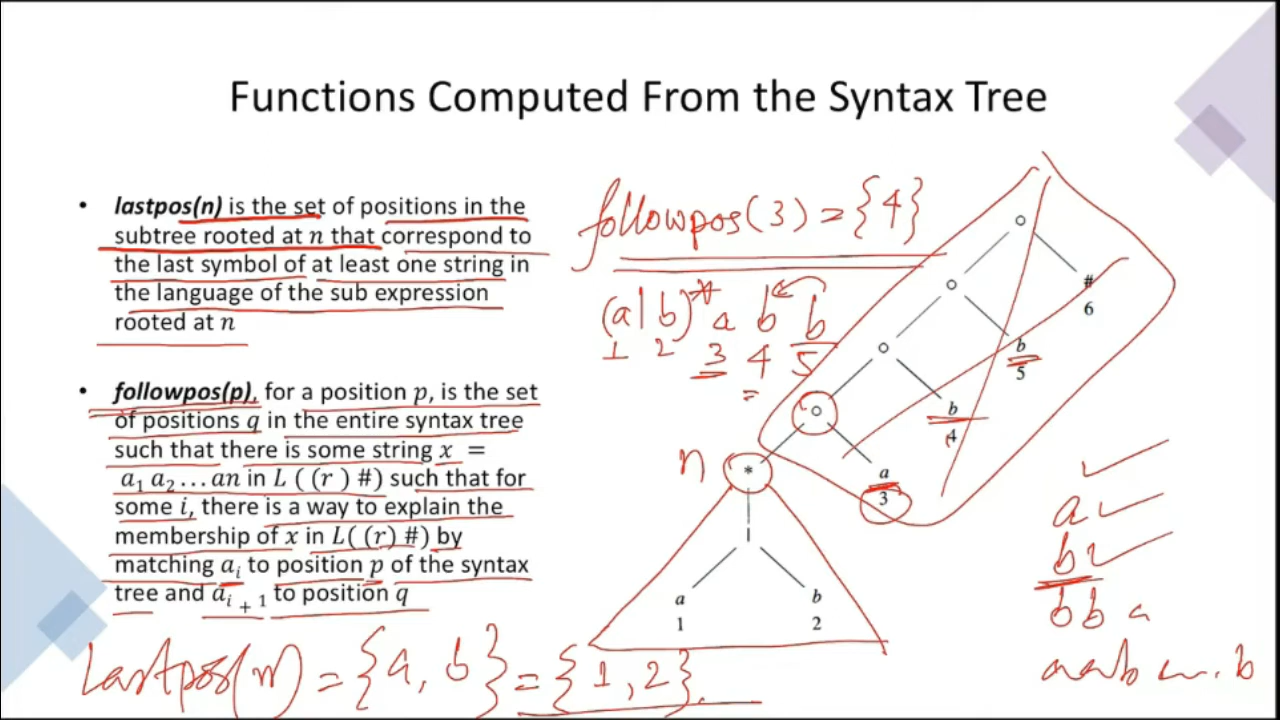 Functions Computed From the Syntax Tree
• lastpos(n) is the set of positions in the
subtree rooted at n that correspond to
the last symbol of at least one string in
the language of the sub expression
rooted at n
• followpos(p), for a position p, is the set
of positions q in the entire syntax tree
such that there is some string x =
a₁ a₂ ...an in L ( (r ) #) such that for
some i, there is a way to explain the
membership of x in L( (r) #) by
matching aᵢ to position p of the syntax
tree and aᵢ ₊ ₁ to position q
lastpos(n) = {a, b} = {1, 2}
followpos(3) = {4}
(a|b)* a b b
1 2 3 4 5
#
6
b
5
b
4
a
3
n *
|
a b
1 2
a
b
b b a